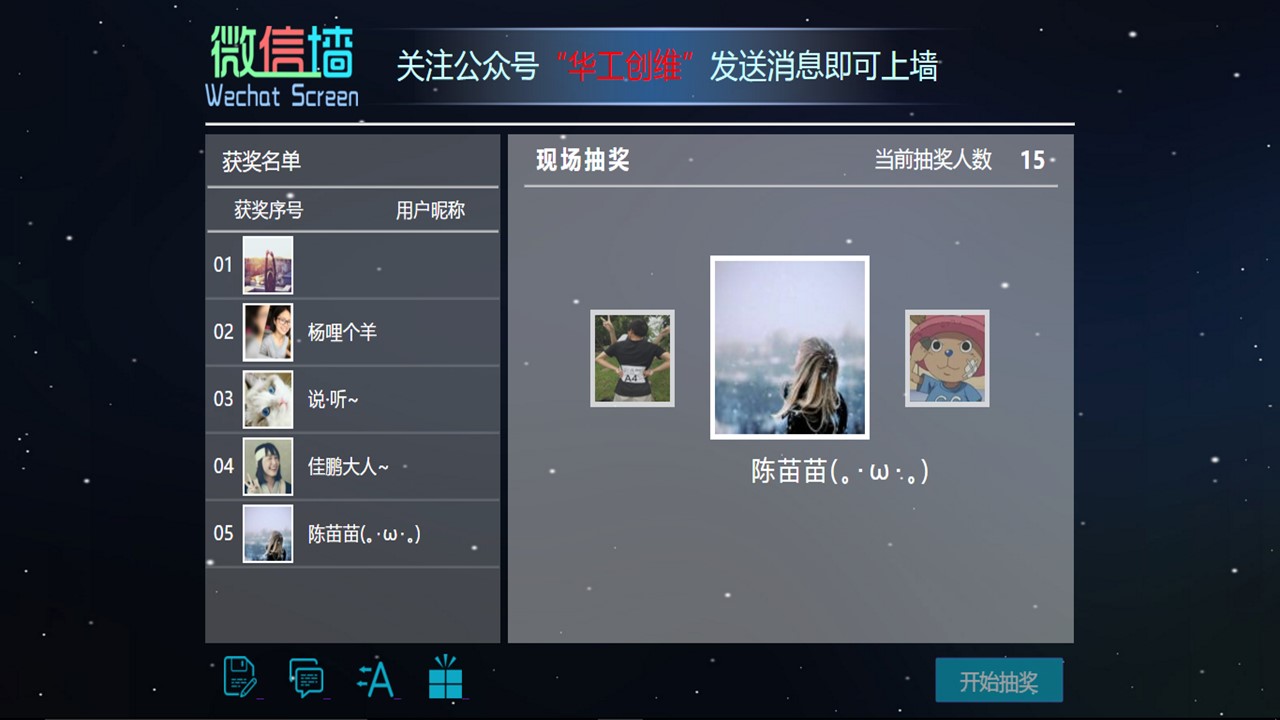 微信墙
Wechat Screen
关注公众号 “华工创维” 发送消息即可上墙
获奖名单
获奖序号 用户昵称
01
02 杨哩个羊
03 说·听~
04 佳鹏大人~
05 陈苗苗(｡·ω·｡)
现场抽奖 当前抽奖人数 15
A4
陈苗苗(｡·ω·｡)
A
开始抽奖